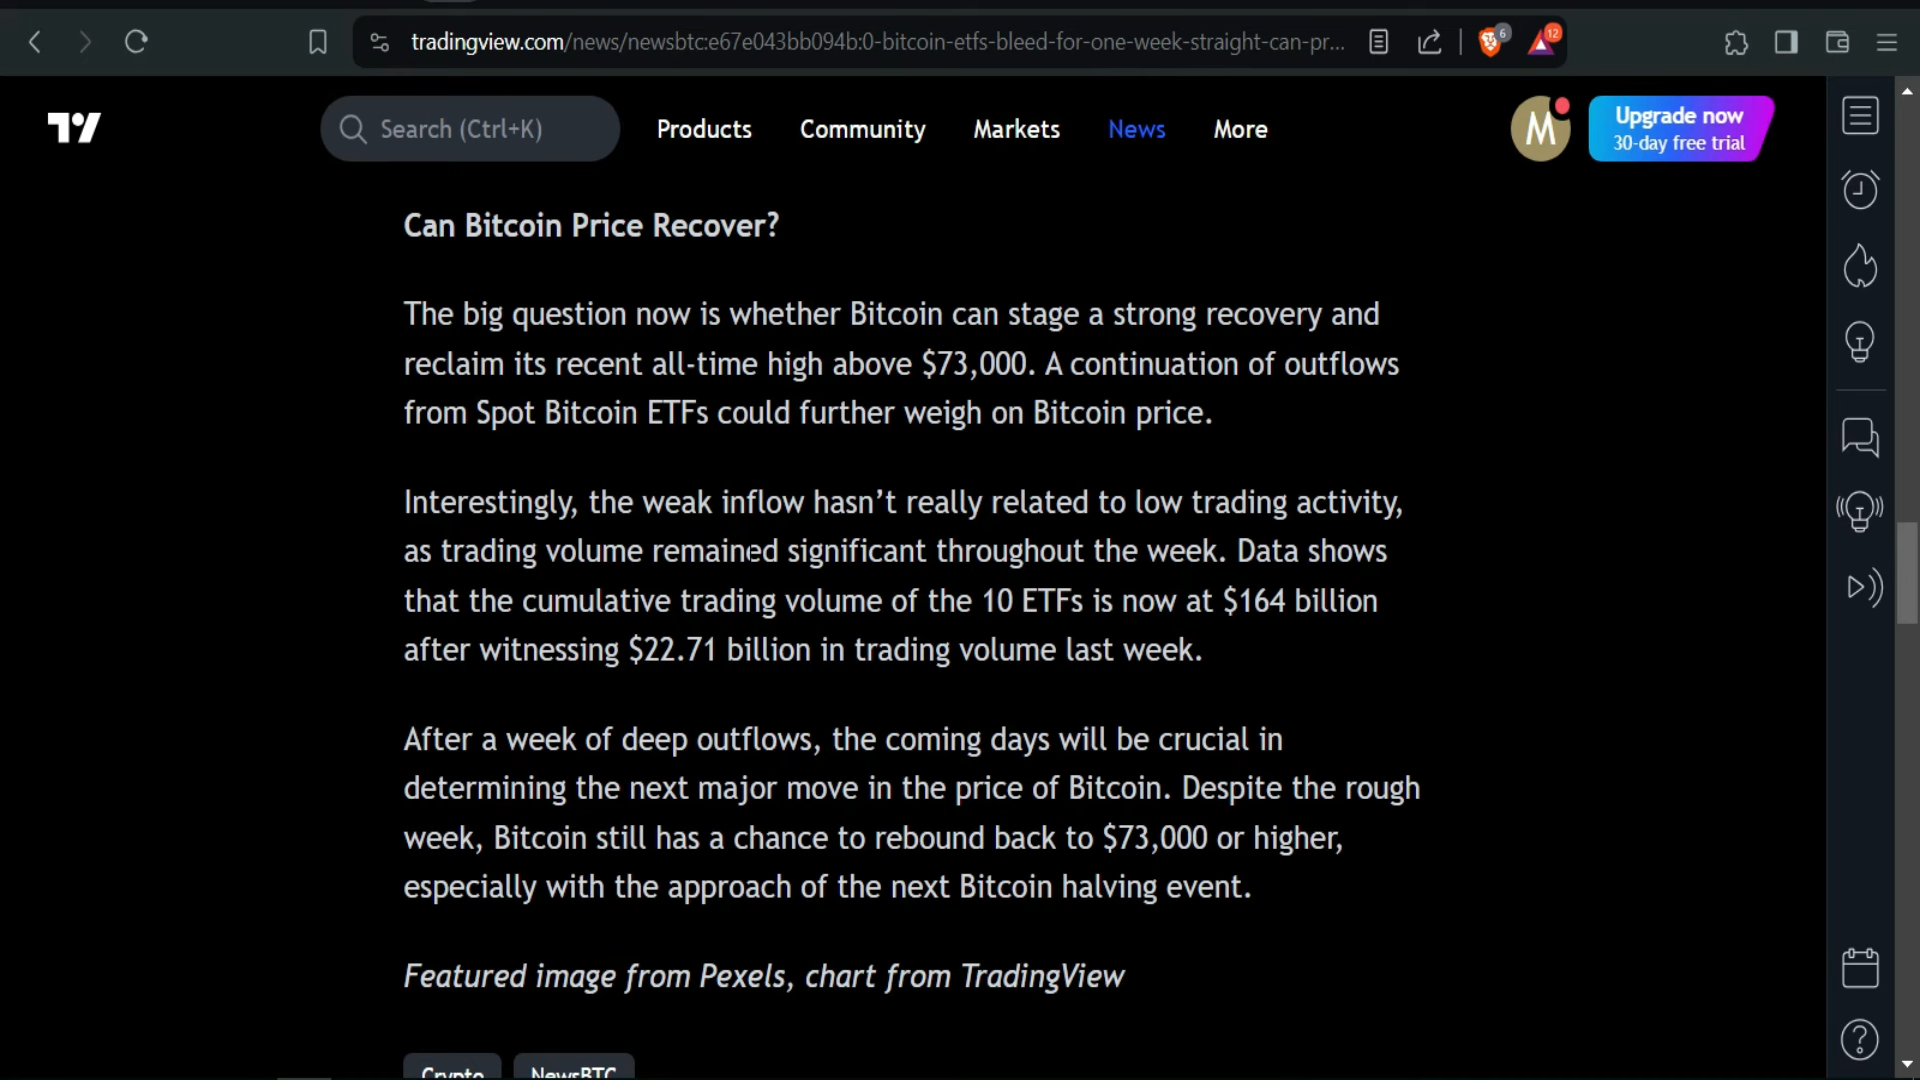 tradingview.com/news/newsbtc:e67e043bb094b:0-bitcoin-etfs-bleed-for-one-week-straight-can-pr...
6
12
Search (Ctrl+K)
Products
Community
Markets
News
More
M
Upgrade now
30-day free trial
Can Bitcoin Price Recover?
The big question now is whether Bitcoin can stage a strong recovery and
reclaim its recent all-time high above $73,000. A continuation of outflows
from Spot Bitcoin ETFs could further weigh on Bitcoin price.
Interestingly, the weak inflow hasn’t really related to low trading activity,
as trading volume remained significant throughout the week. Data shows
that the cumulative trading volume of the 10 ETFs is now at $164 billion
after witnessing $22.71 billion in trading volume last week.
After a week of deep outflows, the coming days will be crucial in
determining the next major move in the price of Bitcoin. Despite the rough
week, Bitcoin still has a chance to rebound back to $73,000 or higher,
especially with the approach of the next Bitcoin halving event.
Featured image from Pexels, chart from TradingView
Crypto
NewsBTC